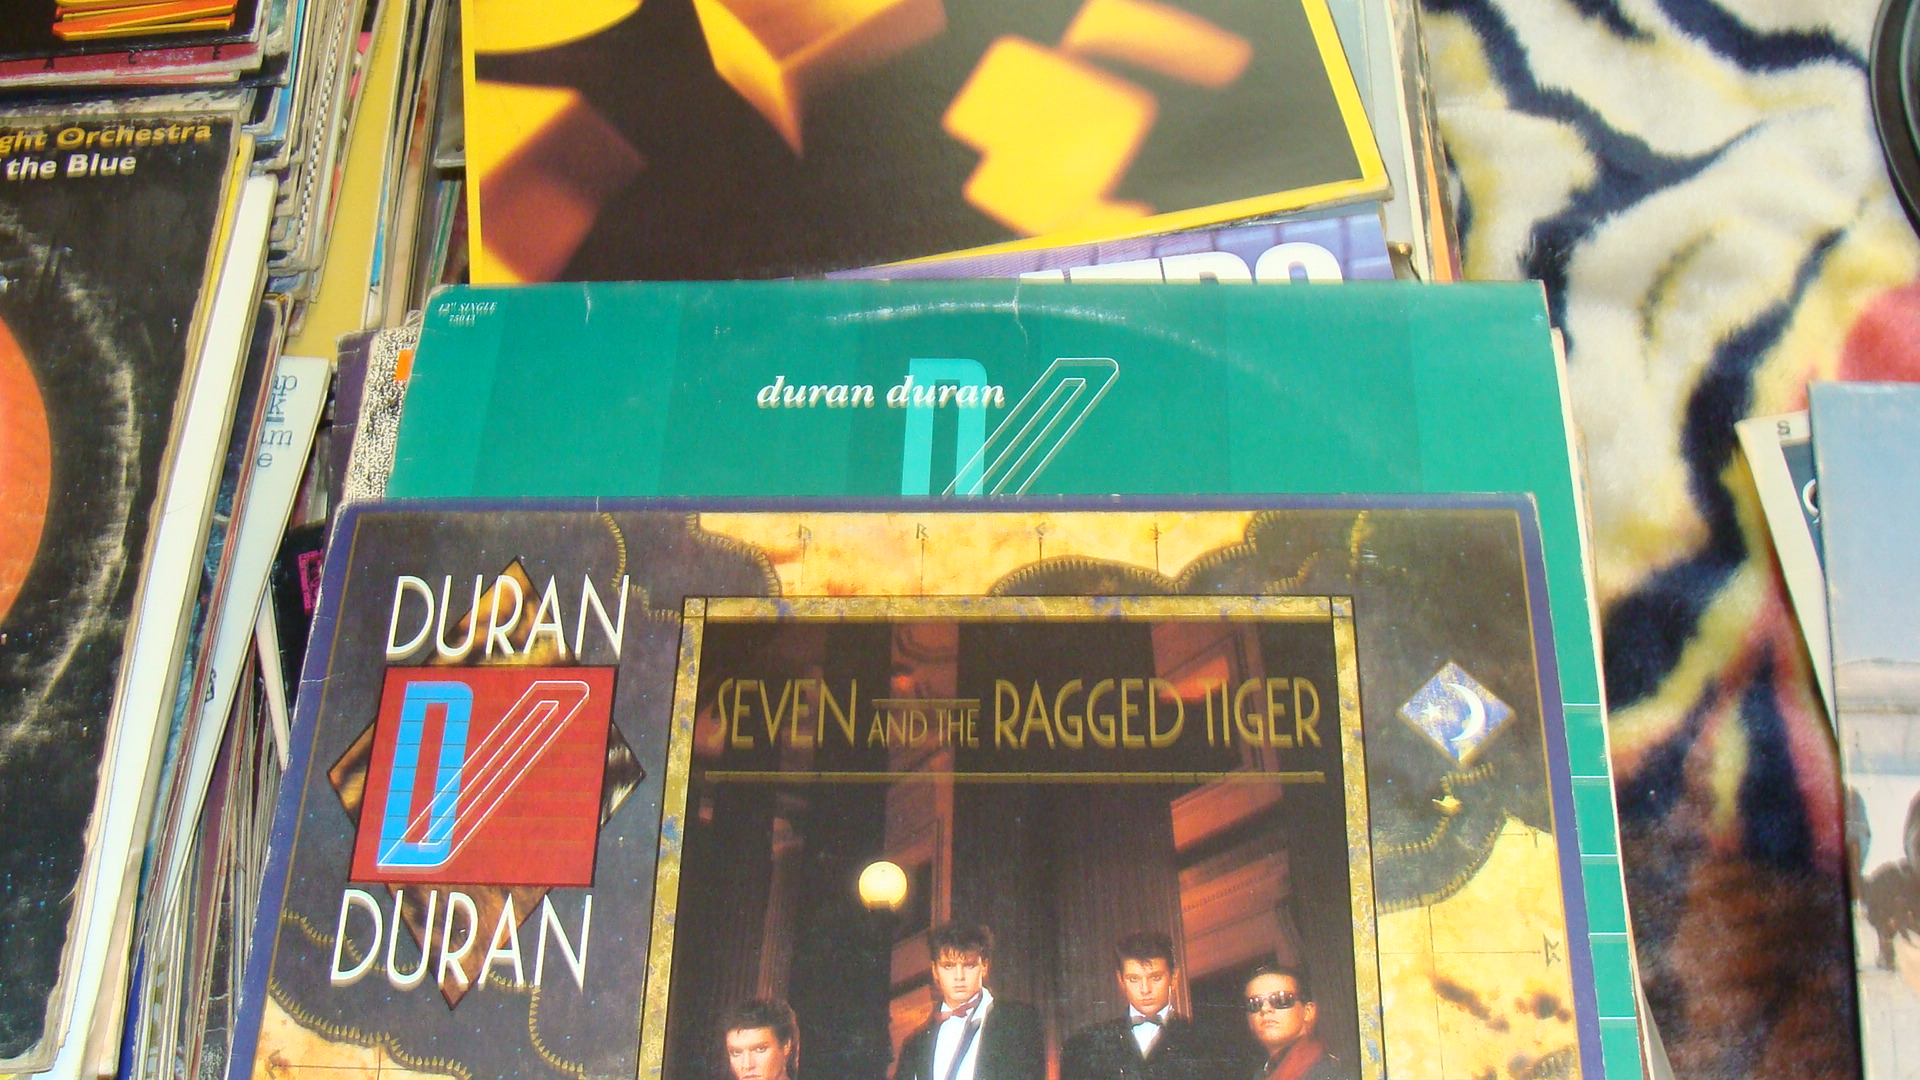 ght Orchestra
the Blue
12" SINGLE
duran duran
DURAN
DURAN
SEVEN AND THE RAGGED TIGER